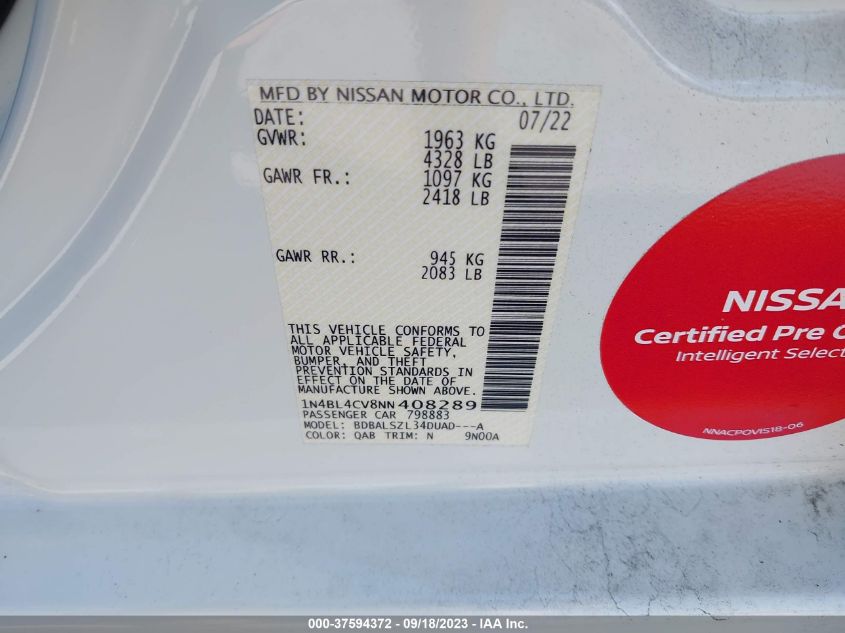 MFD BY NISSAN MOTOR CO., LTD.
DATE: 07/22
GVWR: 1963 KG
4328 LB
GAWR FR.: 1097 KG
2418 LB
GAWR RR.: 945 KG
2083 LB
THIS VEHICLE CONFORMS TO
ALL APPLICABLE FEDERAL
MOTOR VEHICLE SAFETY,
BUMPER, AND THEFT
PREVENTION STANDARDS IN
EFFECT ON THE DATE OF
MANUFACTURE SHOWN ABOVE.
1N4BL4CV8NN408289
PASSENGER CAR 798883
MODEL: BDBALSZL34DUAD---A
COLOR: QAB TRIM: N 9N00A
NISSA
Certified Pre
Intelligent Select
NNACPOVIS18-06
000-37594372 - 09/18/2023 - IAA Inc.